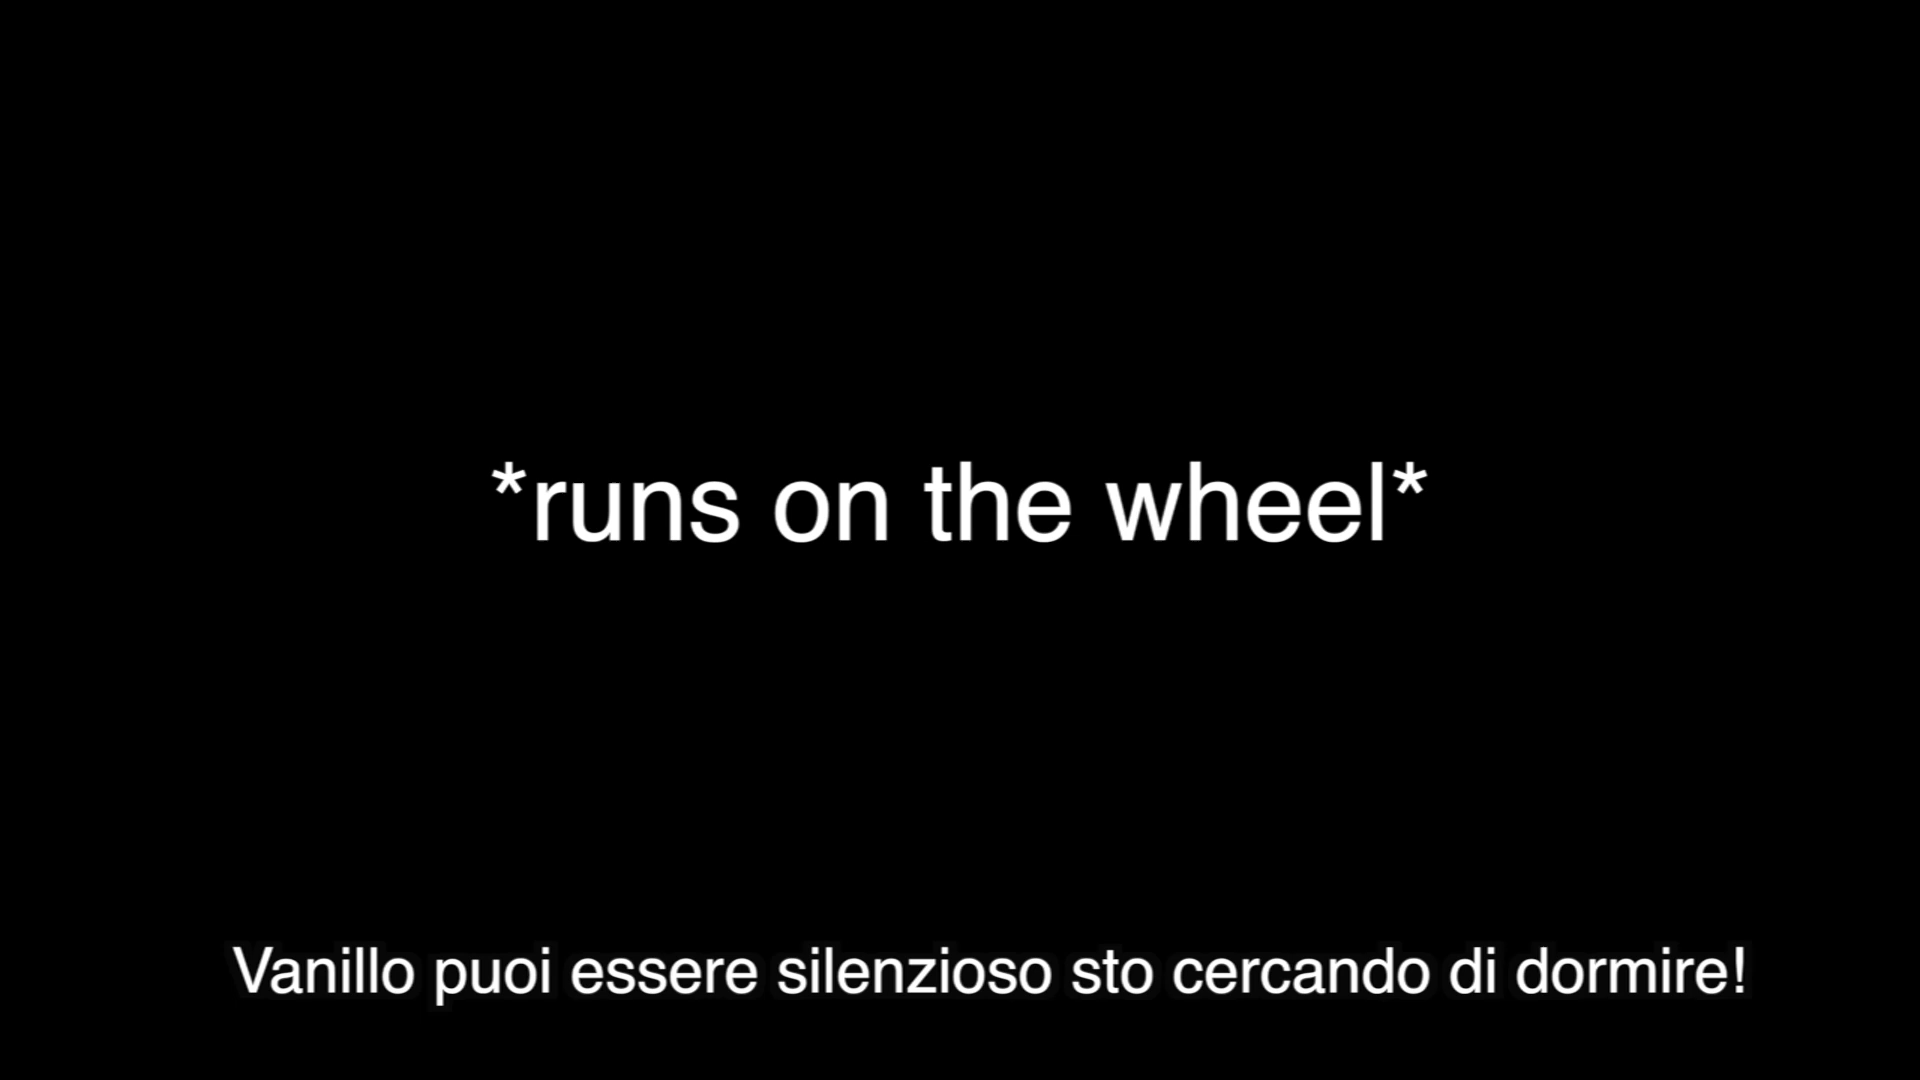 *runs on the wheel*
Vanillo puoi essere silenzioso sto cercando di dormire!